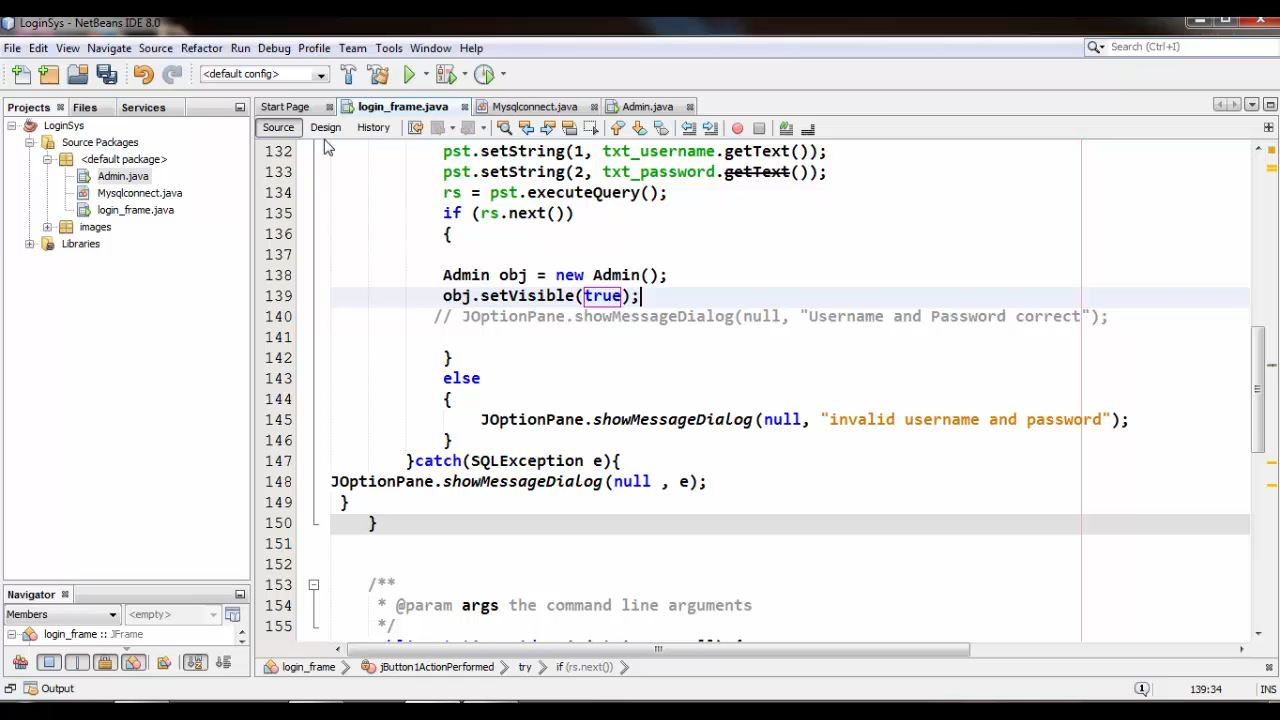 LoginSys - NetBeans IDE 8.0
File Edit View Navigate Source Refactor Run Debug Profile Team Tools Window Help
Search (Ctrl+I)
<default config>
Projects Files Services
Start Page login_frame.java Mysqlconnect.java Admin.java
Source Design History
LoginSys
Source Packages
<default package>
Admin.java
Mysqlconnect.java
login_frame.java
images
Libraries
132 pst.setString(1, txt_username.getText());
133 pst.setString(2, txt_password.getText());
134 rs = pst.executeQuery();
135 if (rs.next())
136 {
137
138 Admin obj = new Admin();
139 obj.setVisible(true);
140 // JOptionPane.showMessageDialog(null, "Username and Password correct");
141
142 }
143 else
144 {
145 JOptionPane.showMessageDialog(null, "invalid username and password");
146 }
147 }catch(SQLException e){
148 JOptionPane.showMessageDialog(null , e);
149 }
150 }
151
152
153 /**
154 * @param args the command line arguments
155 */
Navigator
Members <empty>
login_frame :: JFrame
login_frame jButton1ActionPerformed try if (rs.next())
Output
1 139:34 INS